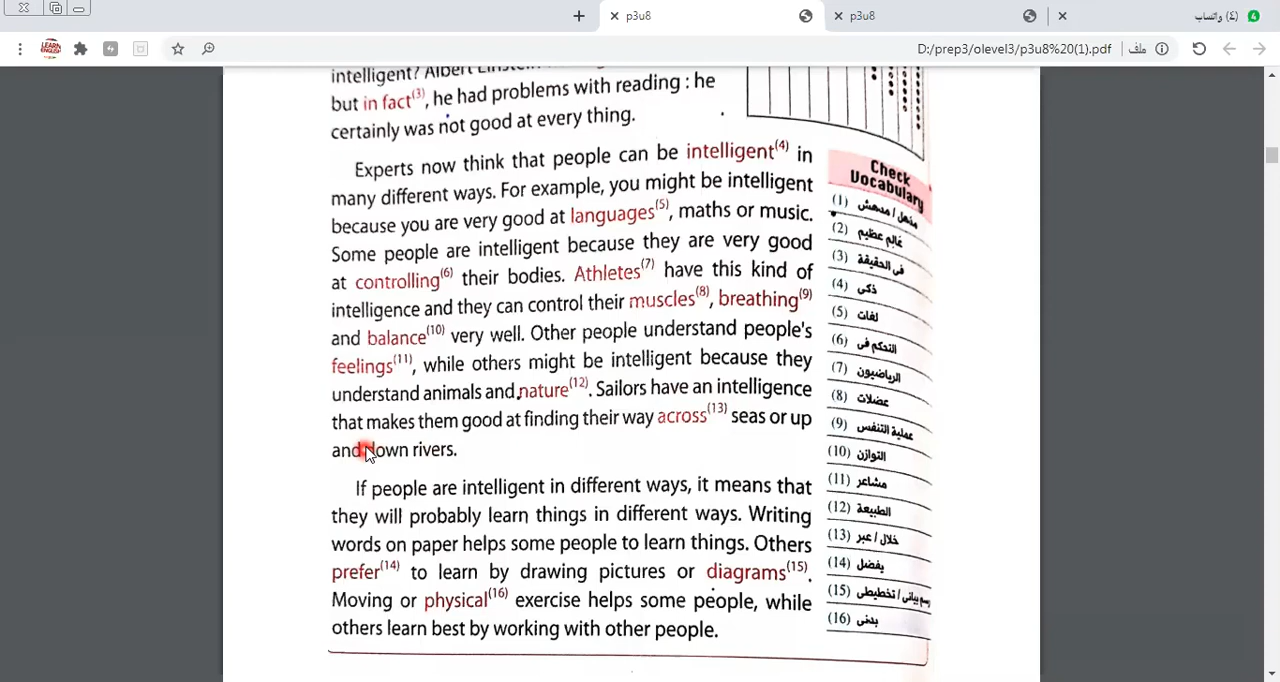 p3u8
p3u8
(٤) واتساب
D:/prep3/olevel3/p3u8%20(1).pdf
ملف
LEARN ENGLISH
but in fact(3), he had problems with reading : he
certainly was not good at every thing.
Experts now think that people can be intelligent(4) in
many different ways. For example, you might be intelligent
because you are very good at languages(5), maths or music.
Some people are intelligent because they are very good
at controlling(6) their bodies. Athletes(7) have this kind of
intelligence and they can control their muscles(8), breathing(9)
and balance(10) very well. Other people understand people's
feelings(11), while others might be intelligent because they
understand animals and nature(12). Sailors have an intelligence
that makes them good at finding their way across(13) seas or up
and down rivers.
If people are intelligent in different ways, it means that
they will probably learn things in different ways. Writing
words on paper helps some people to learn things. Others
prefer(14) to learn by drawing pictures or diagrams(15).
Moving or physical(16) exercise helps some people, while
others learn best by working with other people.
Check
Vocabulary
(1) مذهل / مدهش
(2) عالِم عظيم
(3) فى الحقيقة
(4) ذكى
(5) لغات
(6) التحكم فى
(7) الرياضيون
(8) عضلات
(9) عملية التنفس
(10) التوازن
(11) مشاعر
(12) الطبيعة
(13) خلال / عبر
(14) يفضل
(15) رسم بيانى / تخطيطى
(16) بدنى